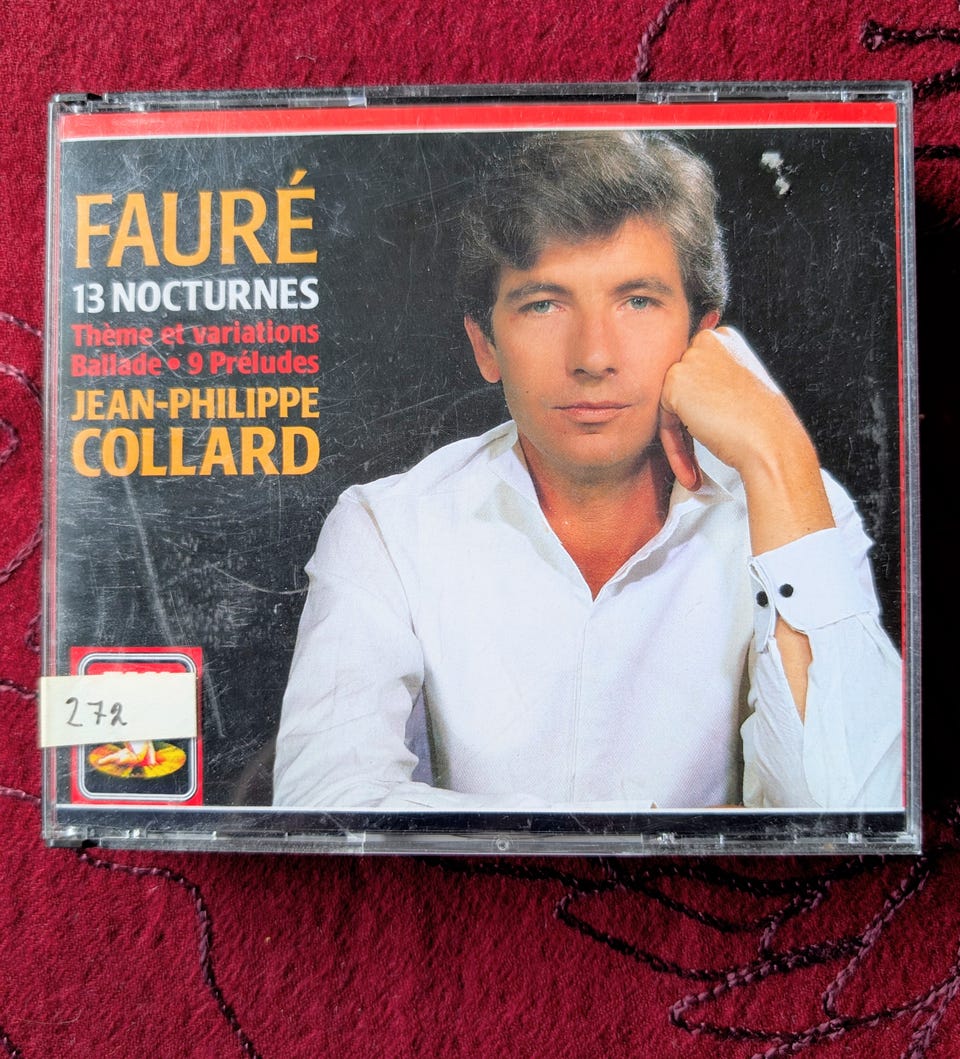 FAURÉ
13 NOCTURNES
Thème et variations
Ballade • 9 Préludes
JEAN-PHILIPPE
COLLARD
272